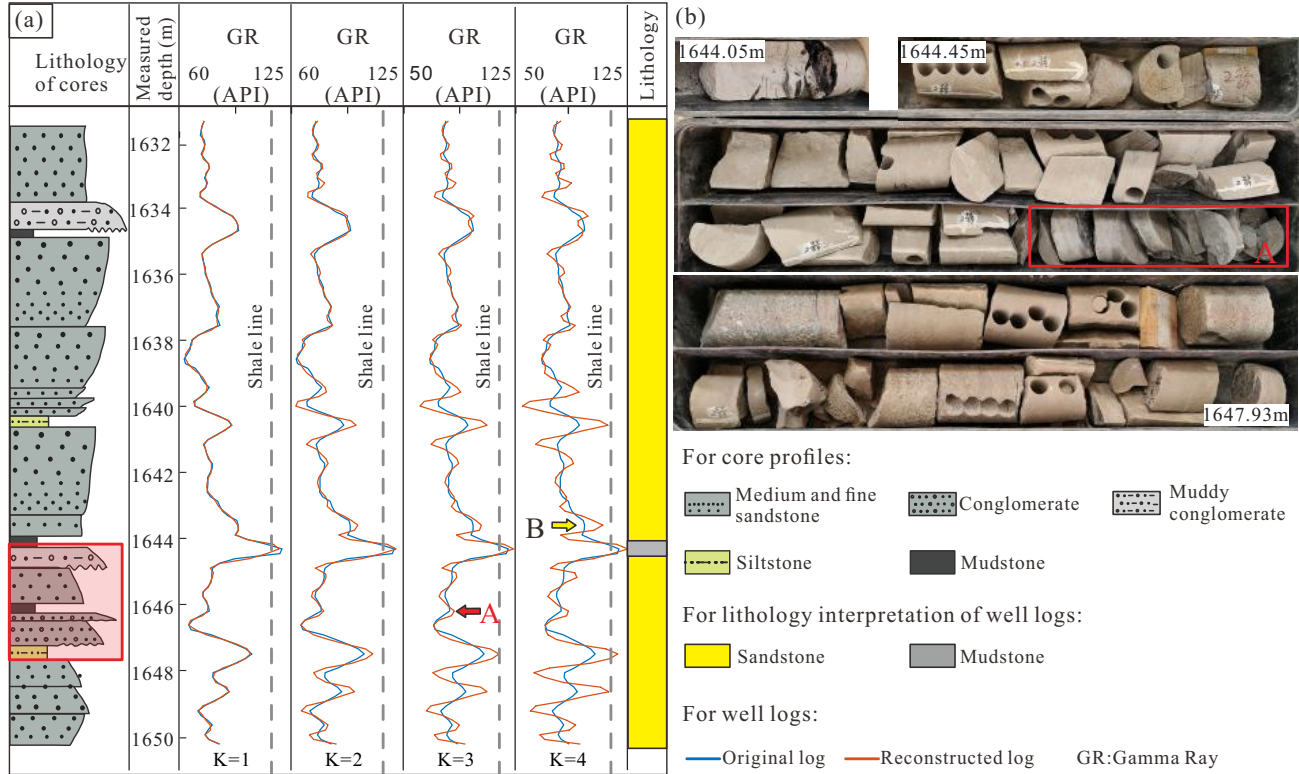 (a)
Lithology
of cores
Measured
depth (m)
GR
60 125
(API)
GR
60 125
(API)
GR
50 125
(API)
GR
50 125
(API)
Lithology
1632
1634
1636
1638
1640
1642
1644
1646
1648
1650
Shale line
Shale line
Shale line
Shale line
B
A
K=1
K=2
K=3
K=4
(b)
1644.05m
1644.45m
A
1647.93m
For core profiles:
Medium and fine
sandstone
Conglomerate
Muddy
conglomerate
Siltstone
Mudstone
For lithology interpretation of well logs:
Sandstone
Mudstone
For well logs:
Original log
Reconstructed log
GR:Gamma Ray